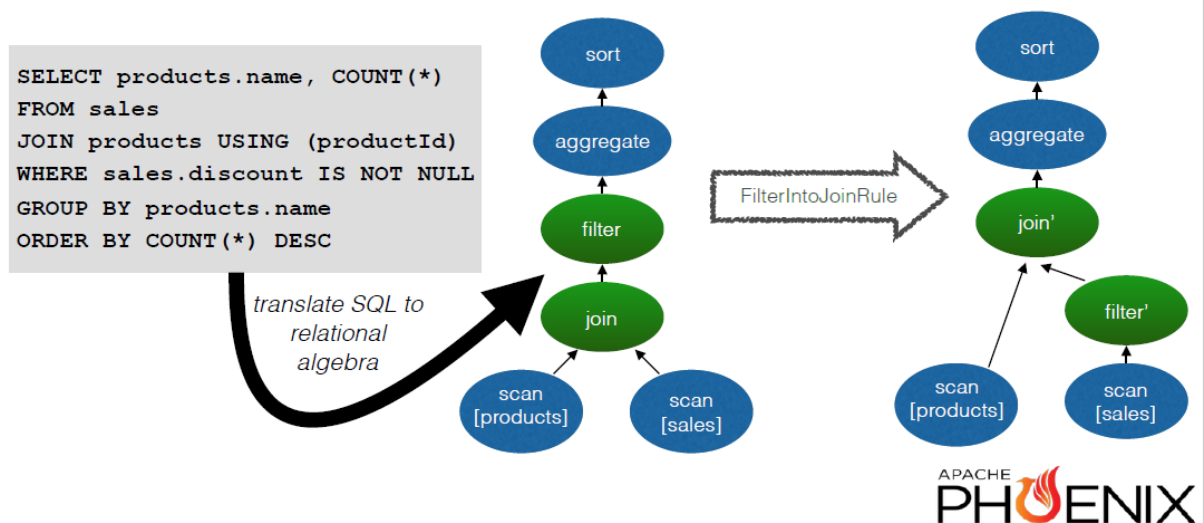 SELECT products.name, COUNT(*)
FROM sales
JOIN products USING (productId)
WHERE sales.discount IS NOT NULL
GROUP BY products.name
ORDER BY COUNT(*) DESC
translate SQL to
relational
algebra
sort
aggregate
filter
join
scan
[products]
scan
[sales]
FilterIntoJoinRule
sort
aggregate
join’
filter’
scan
[products]
scan
[sales]
APACHE
PHOENIX